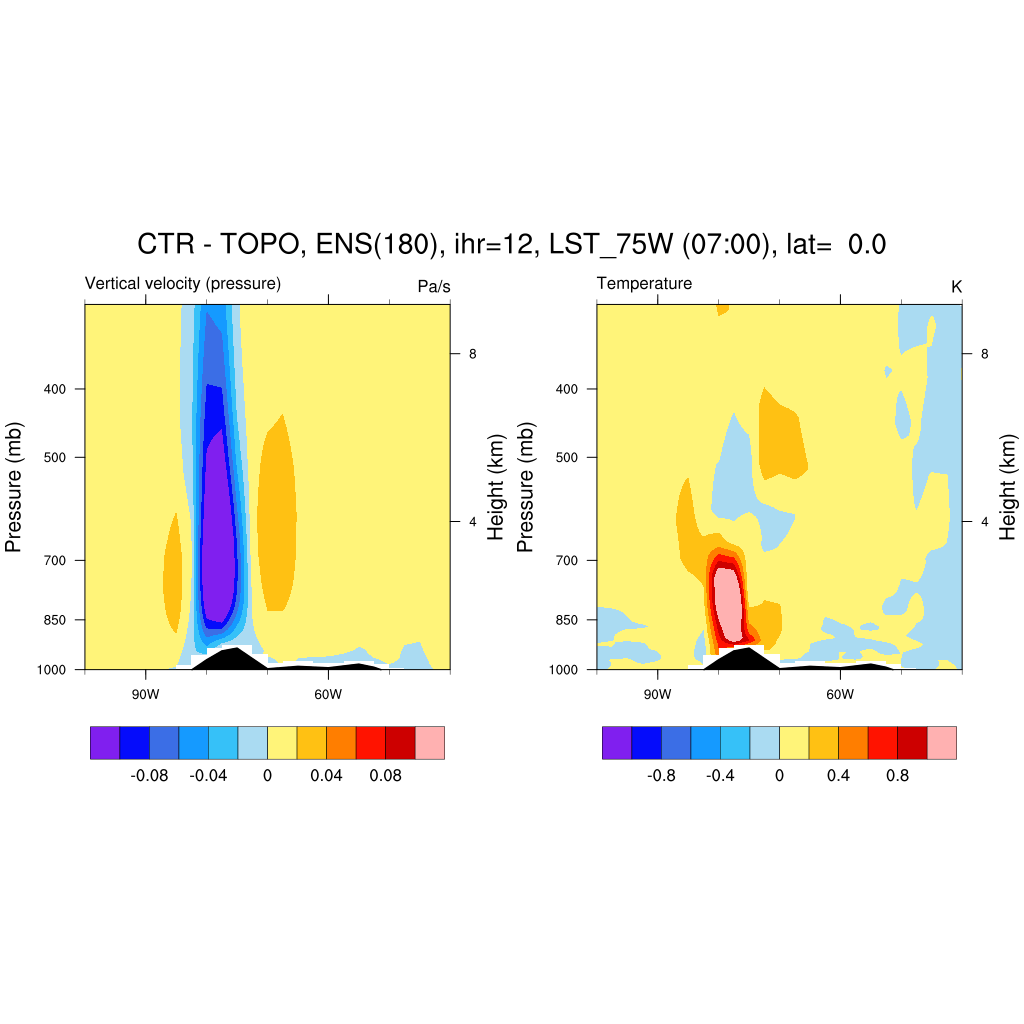 CTR - TOPO, ENS(180), ihr=12, LST_75W (07:00), lat=  0.0
Vertical velocity (pressure) Pa/s
Temperature K
Pressure (mb)
400
500
700
850
1000
8
4
Height (km)
90W 60W
-0.08 -0.04 0 0.04 0.08
Pressure (mb)
400
500
700
850
1000
8
4
Height (km)
90W 60W
-0.8 -0.4 0 0.4 0.8